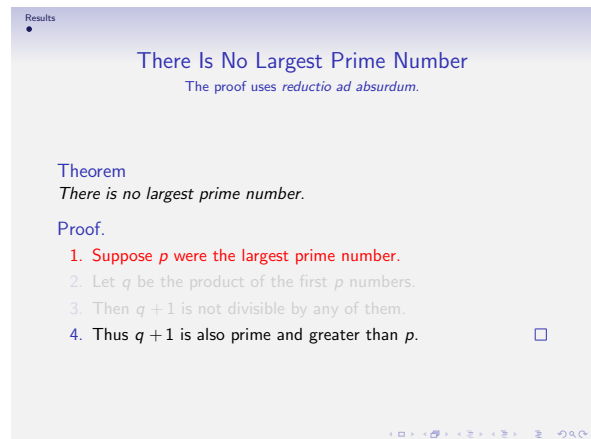 Results
There Is No Largest Prime Number
The proof uses reductio ad absurdum.
Theorem
There is no largest prime number.
Proof.
1. Suppose p were the largest prime number.
2. Let q be the product of the first p numbers.
3. Then q + 1 is not divisible by any of them.
4. Thus q + 1 is also prime and greater than p.